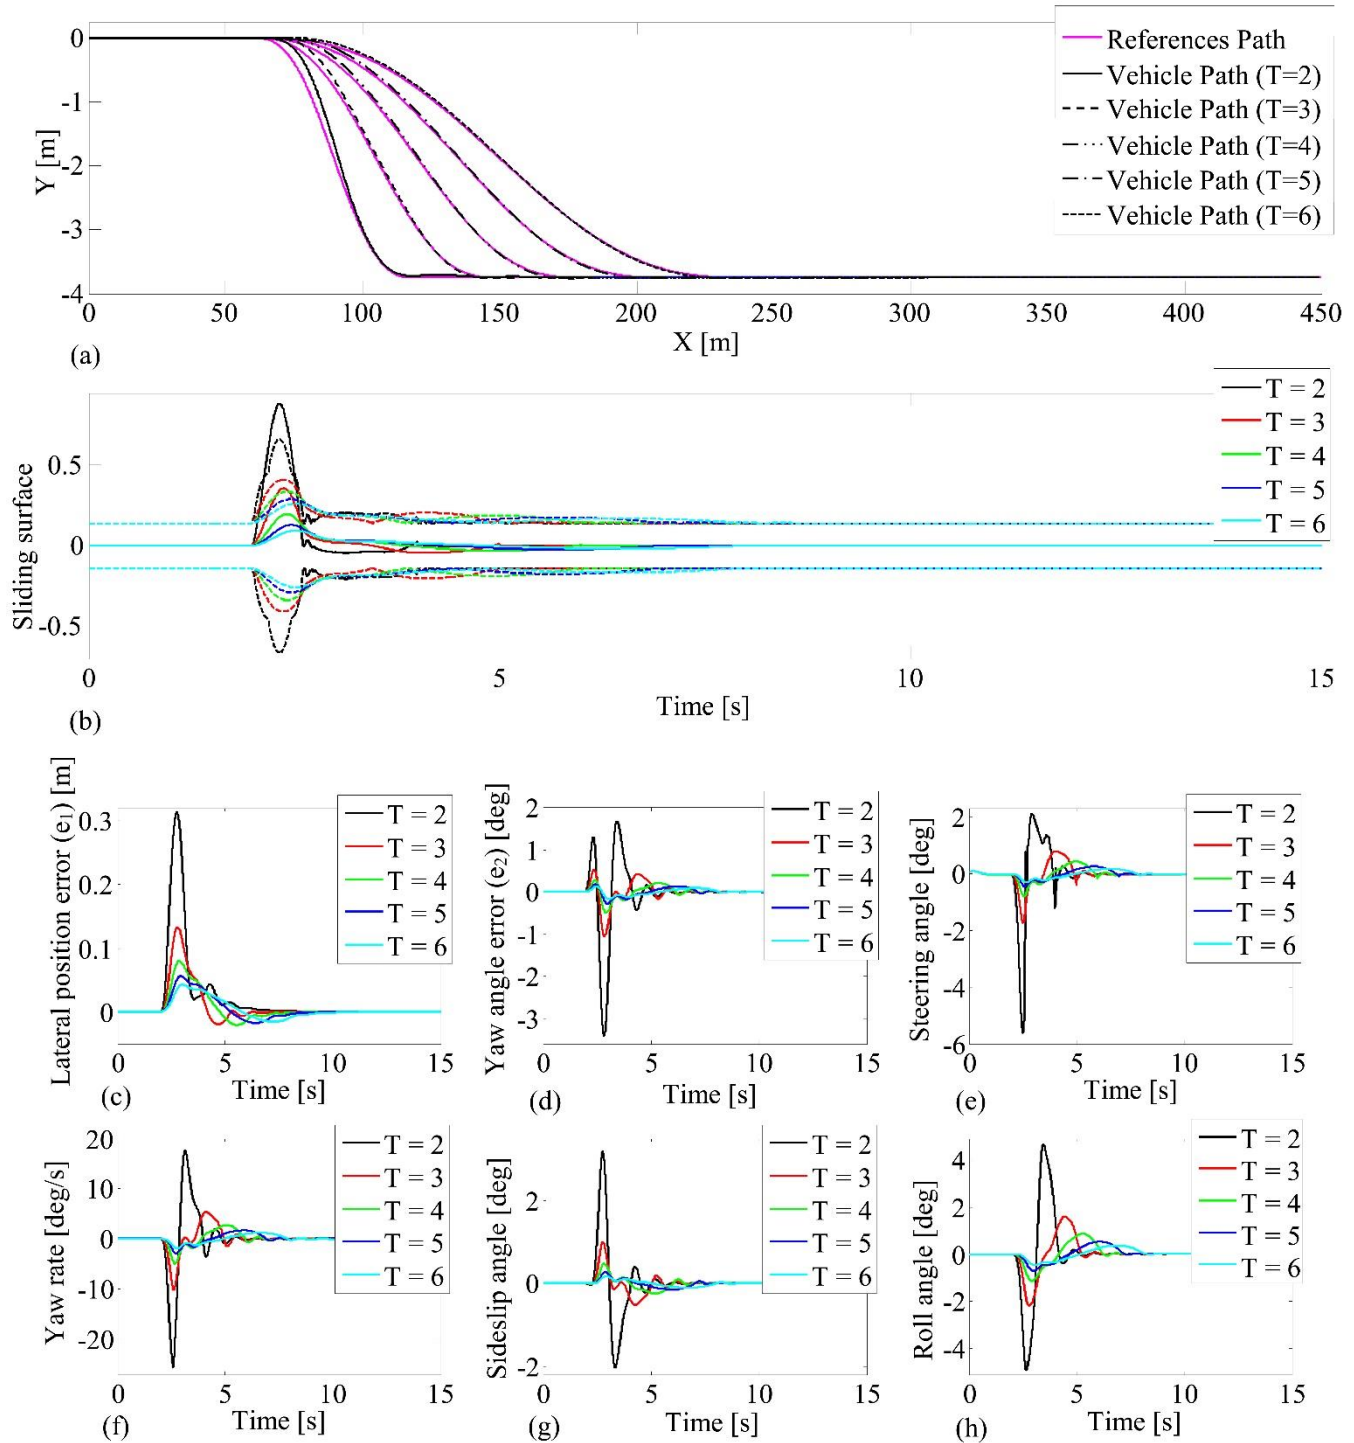 0
-1
-2
-3
-4
Y [m]
0 50 100 150 200 250 300 350 400 450
X [m]
(a)
References Path
Vehicle Path (T=2)
Vehicle Path (T=3)
Vehicle Path (T=4)
Vehicle Path (T=5)
Vehicle Path (T=6)
0.5
0
-0.5
Sliding surface
0 5 10 15
Time [s]
(b)
T = 2
T = 3
T = 4
T = 5
T = 6
Lateral position error (e1) [m]
0.3
0.2
0.1
0
0 5 10 15
Time [s]
(c)
T = 2
T = 3
T = 4
T = 5
T = 6
Yaw angle error (e2) [deg]
2
1
0
-1
-2
-3
0 5 10 15
Time [s]
(d)
T = 2
T = 3
T = 4
T = 5
T = 6
Steering angle [deg]
2
0
-2
-4
-6
0 5 10 15
Time [s]
(e)
T = 2
T = 3
T = 4
T = 5
T = 6
Yaw rate [deg/s]
20
10
0
-10
-20
0 5 10 15
Time [s]
(f)
T = 2
T = 3
T = 4
T = 5
T = 6
Sideslip angle [deg]
2
0
-2
0 5 10 15
Time [s]
(g)
T = 2
T = 3
T = 4
T = 5
T = 6
Roll angle [deg]
4
2
0
-2
-4
0 5 10 15
Time [s]
(h)
T = 2
T = 3
T = 4
T = 5
T = 6